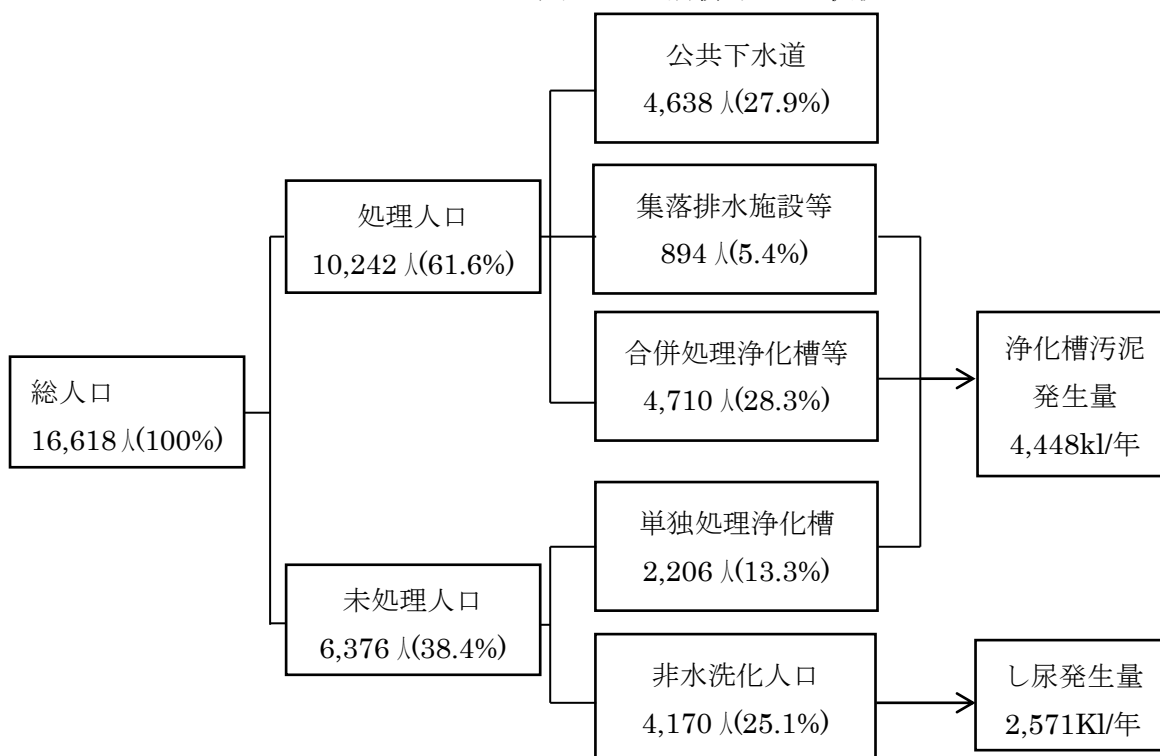 公共下水道
4,638人(27.9%)
処理人口
10,242人(61.6%)
集落排水施設等
894人(5.4%)
合併処理浄化槽等
4,710人(28.3%)
浄化槽汚泥
発生量
4,448kl/年
総人口
16,618人(100%)
単独処理浄化槽
2,206人(13.3%)
未処理人口
6,376人(38.4%)
非水洗化人口
4,170人(25.1%)
し尿発生量
2,571Kl/年